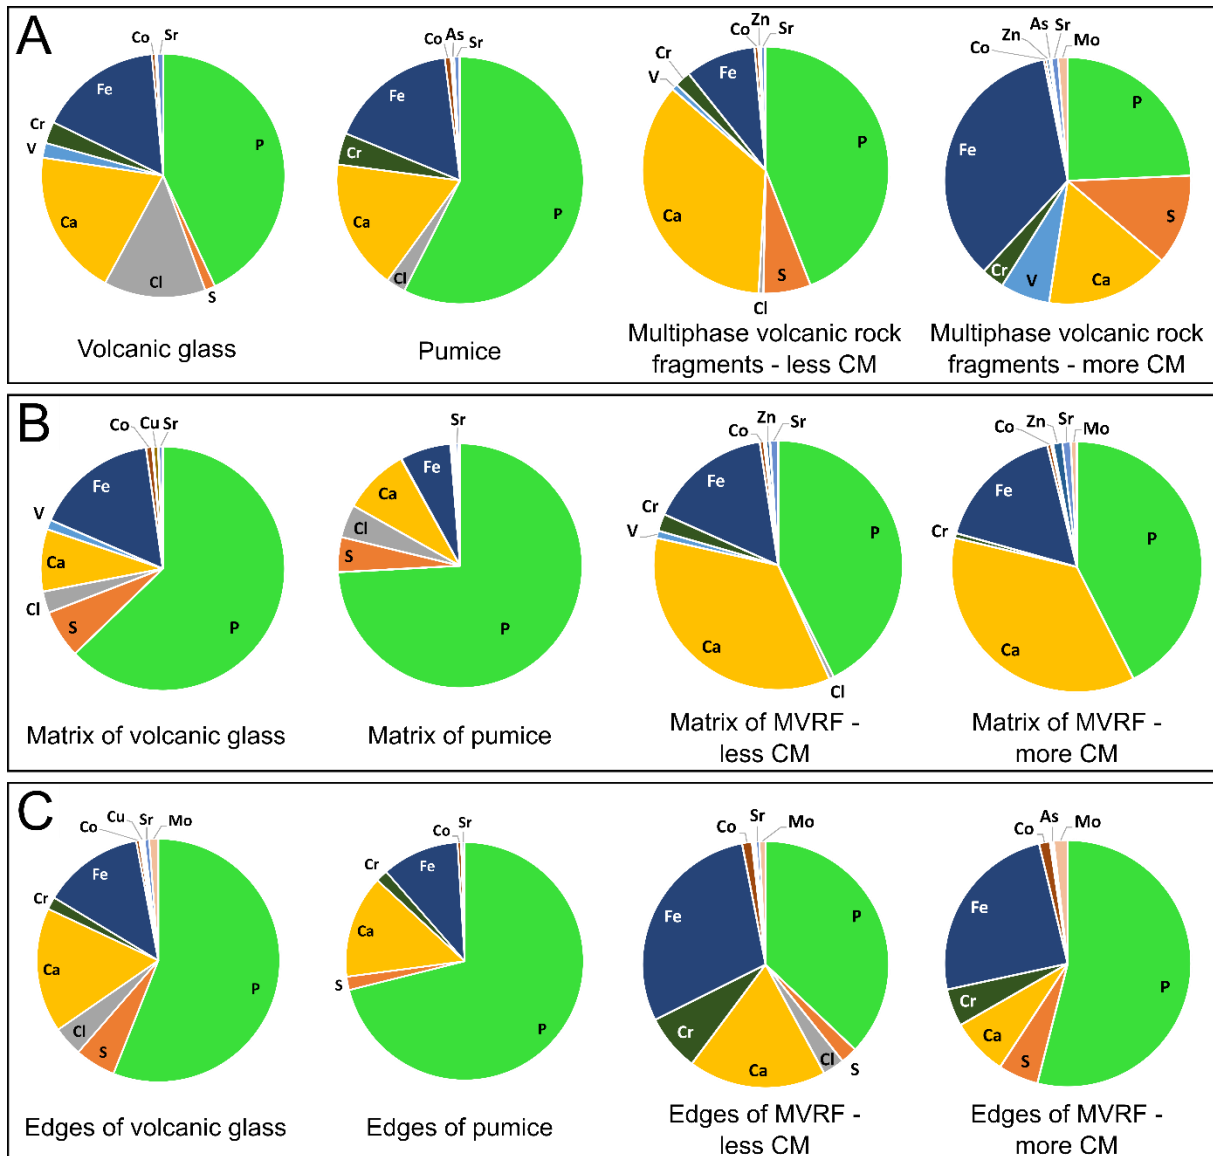 A
Co
Sr
Fe
Cr
V
P
Ca
Cl
S
Volcanic glass
Co
As
Sr
Fe
Cr
Ca
P
Cl
Pumice
Zn
Co
Sr
Cr
Fe
V
P
Ca
S
Cl
Multiphase volcanic rock
fragments - less CM
As
Zn
Sr
Co
Mo
P
Fe
S
Cr
V
Ca
Multiphase volcanic rock
fragments - more CM
B
Co
Cu
Sr
Fe
V
Ca
Cl
S
P
Matrix of volcanic glass
Sr
Fe
Ca
Cl
S
P
Matrix of pumice
Zn
Co
Sr
Fe
Cr
V
P
Ca
Cl
Matrix of MVRF -
less CM
Zn
Sr
Co
Mo
Fe
Cr
P
Ca
Matrix of MVRF -
more CM
C
Cu
Sr
Mo
Co
Fe
Cr
Ca
P
Cl
S
Edges of volcanic glass
Sr
Co
Cr
Fe
Ca
S
P
Edges of pumice
Sr
Co
Mo
Fe
P
Cr
Ca
Cl
S
Edges of MVRF -
less CM
As
Co
Mo
Fe
Cr
P
Ca
S
Edges of MVRF -
more CM